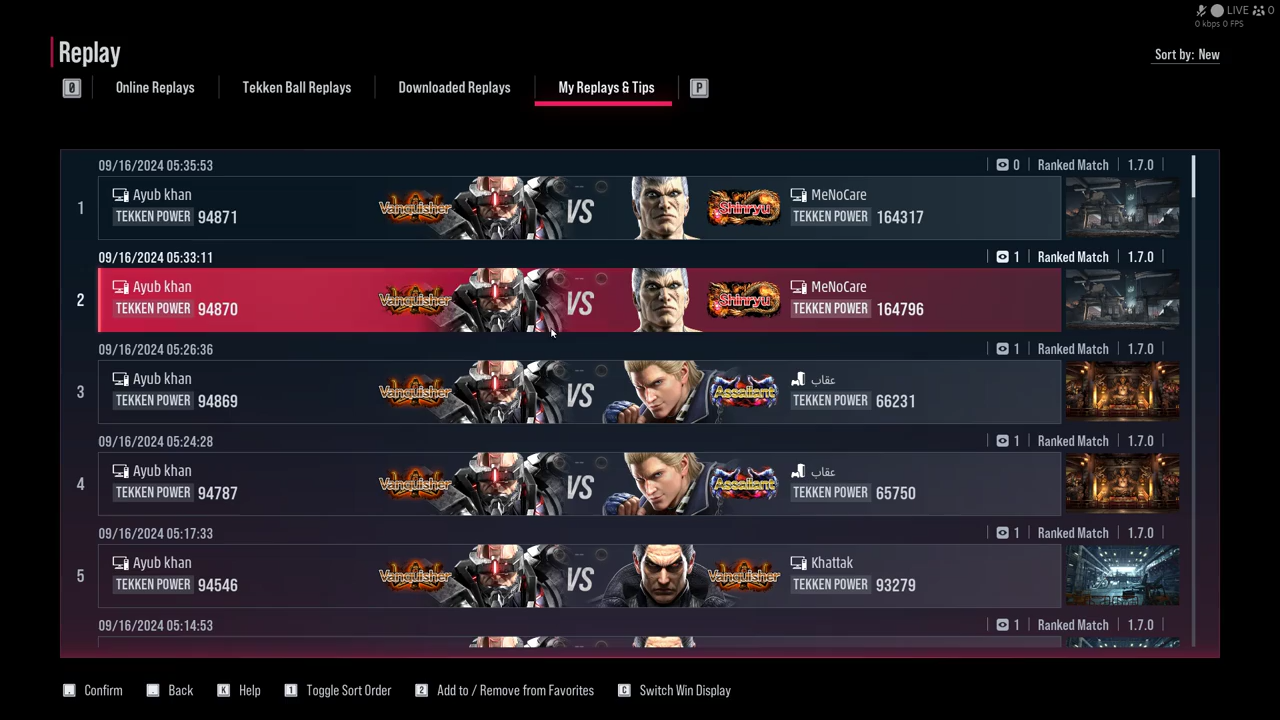 LIVE 0
0 kbps 0 FPS
Replay
Sort by: New
Online Replays
Tekken Ball Replays
Downloaded Replays
My Replays & Tips
P
09/16/2024 05:35:53
0 Ranked Match 1.7.0
1
Ayub khan
TEKKEN POWER 94871
Vanquisher
VS
Shinryu
MeNoCare
TEKKEN POWER 164317
09/16/2024 05:33:11
1 Ranked Match 1.7.0
2
Ayub khan
TEKKEN POWER 94870
Vanquisher
VS
Shinryu
MeNoCare
TEKKEN POWER 164796
09/16/2024 05:26:36
1 Ranked Match 1.7.0
3
Ayub khan
TEKKEN POWER 94869
Vanquisher
VS
Assailant
عقاب
TEKKEN POWER 66231
09/16/2024 05:24:28
1 Ranked Match 1.7.0
4
Ayub khan
TEKKEN POWER 94787
Vanquisher
VS
Assailant
عقاب
TEKKEN POWER 65750
09/16/2024 05:17:33
1 Ranked Match 1.7.0
5
Ayub khan
TEKKEN POWER 94546
Vanquisher
VS
Vanquisher
Khattak
TEKKEN POWER 93279
09/16/2024 05:14:53
1 Ranked Match 1.7.0
Confirm
Back
K Help
1 Toggle Sort Order
2 Add to / Remove from Favorites
C Switch Win Display